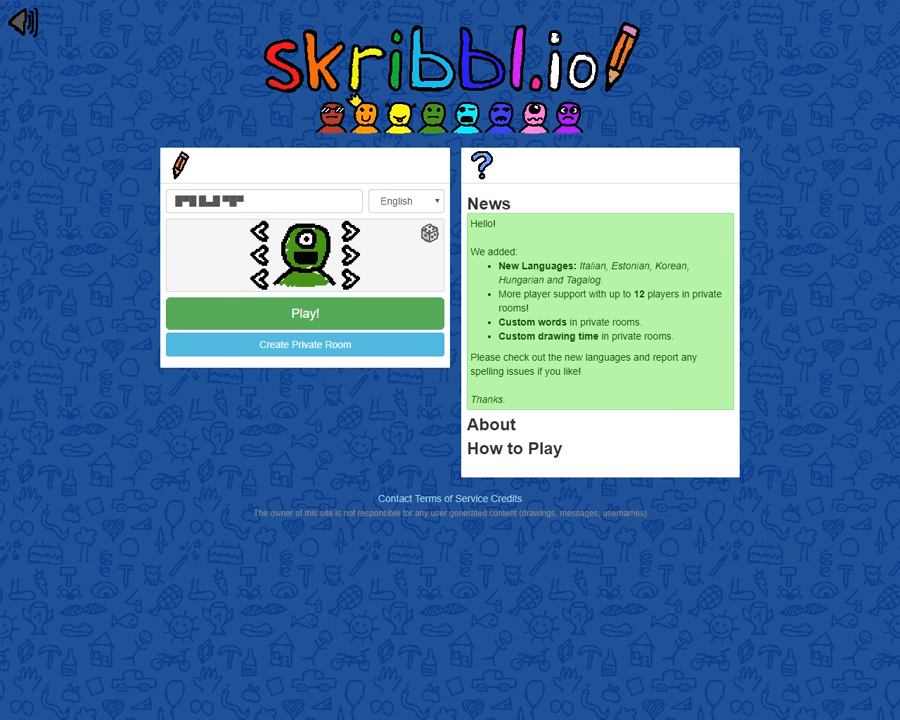 skribbl.io
English
Play!
Create Private Room
News
Hello!
We added:
New Languages: Italian, Estonian, Korean,
Hungarian and Tagalog.
More player support with up to 12 players in private
rooms!
Custom words in private rooms.
Custom drawing time in private rooms.
Please check out the new languages and report any
spelling issues if you like!
Thanks.
About
How to Play
Contact Terms of Service Credits
The owner of this site is not responsible for any user generated content (drawings, messages, usernames)